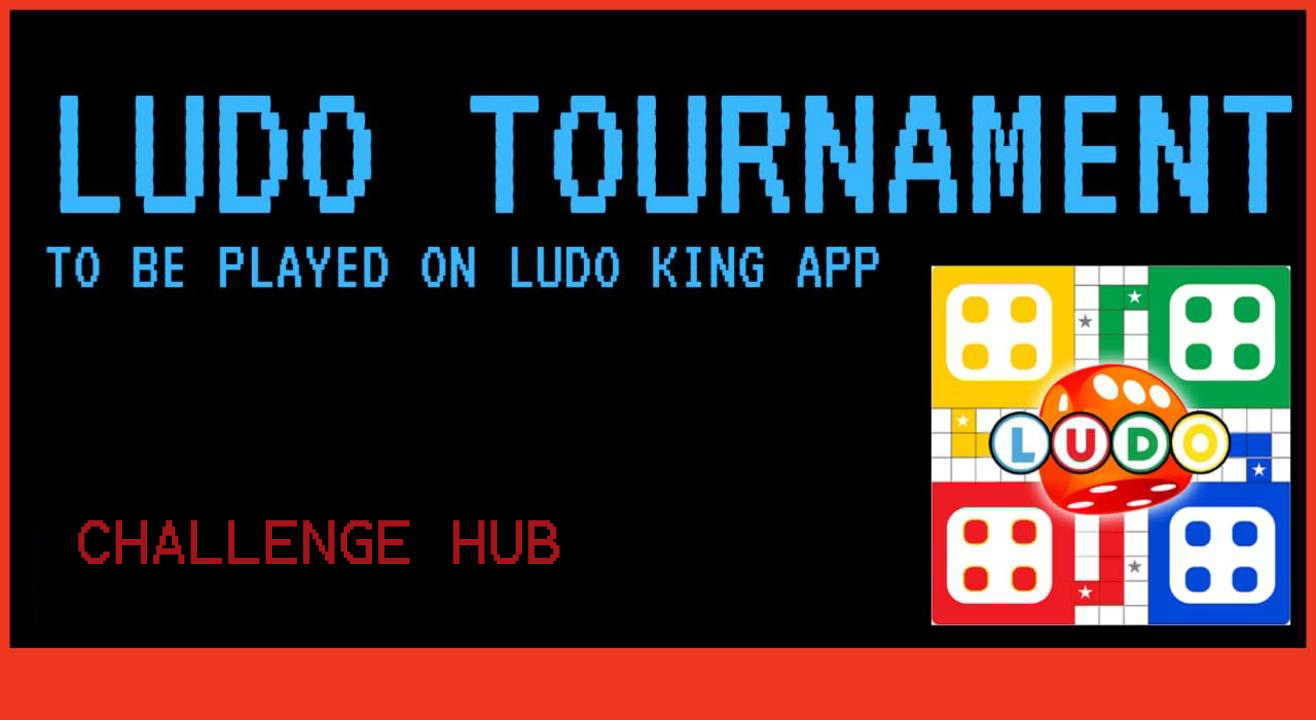 LUDO TOURNAMENT
TO BE PLAYED ON LUDO KING APP
LUDO
CHALLENGE HUB